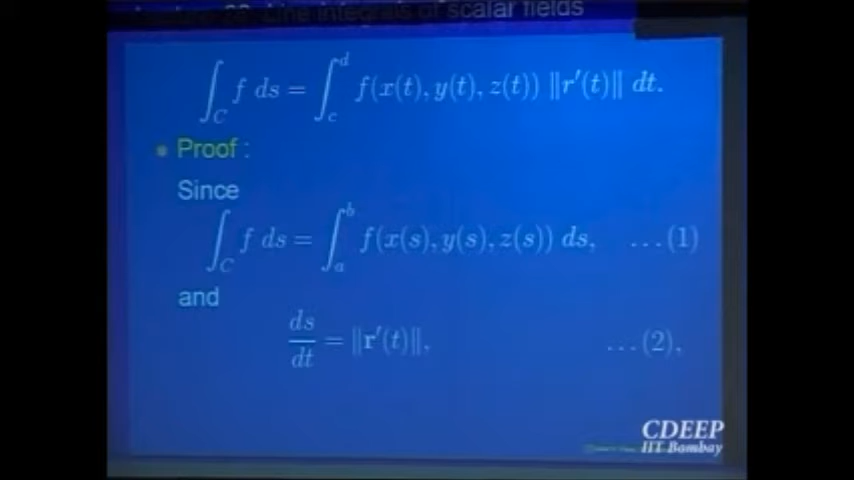 Line integrals of scalar fields
∫_C f ds = ∫_c^d f(x(t), y(t), z(t)) ‖r′(t)‖ dt.
Proof :
Since
∫_C f ds = ∫_a^b f(x(s), y(s), z(s)) ds, ...(1)
and
ds/dt = ‖r′(t)‖, ...(2),
CDEEP
IIT Bombay